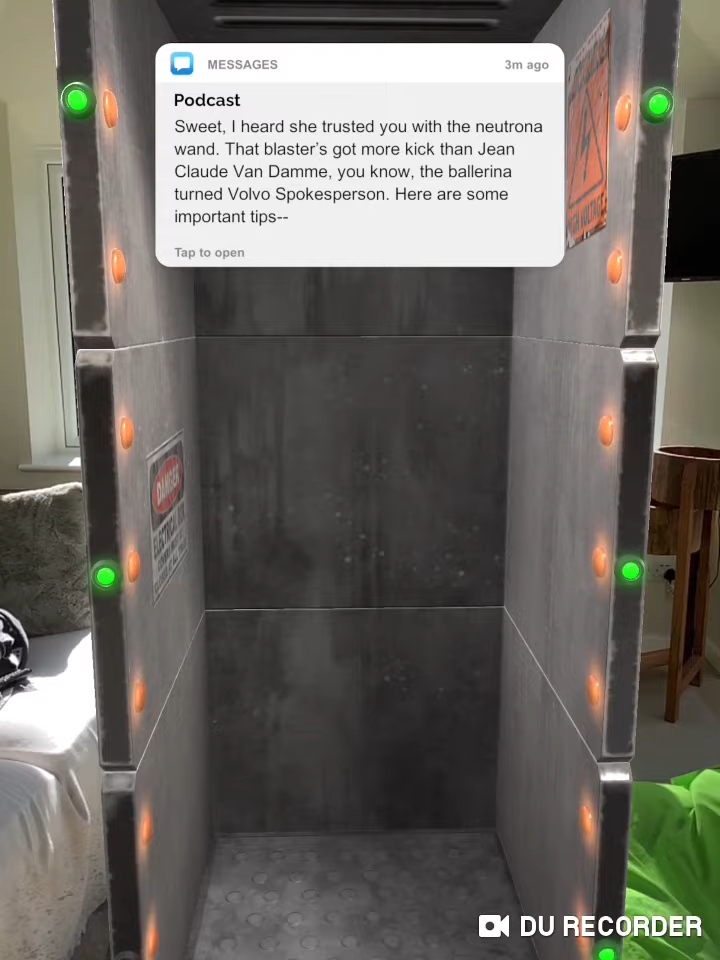 MESSAGES 3m ago
Podcast
Sweet, I heard she trusted you with the neutrona
wand. That blaster's got more kick than Jean
Claude Van Damme, you know, the ballerina
turned Volvo Spokesperson. Here are some
important tips--
Tap to open
HIGH VOLTAGE
DANGER
DU RECORDER